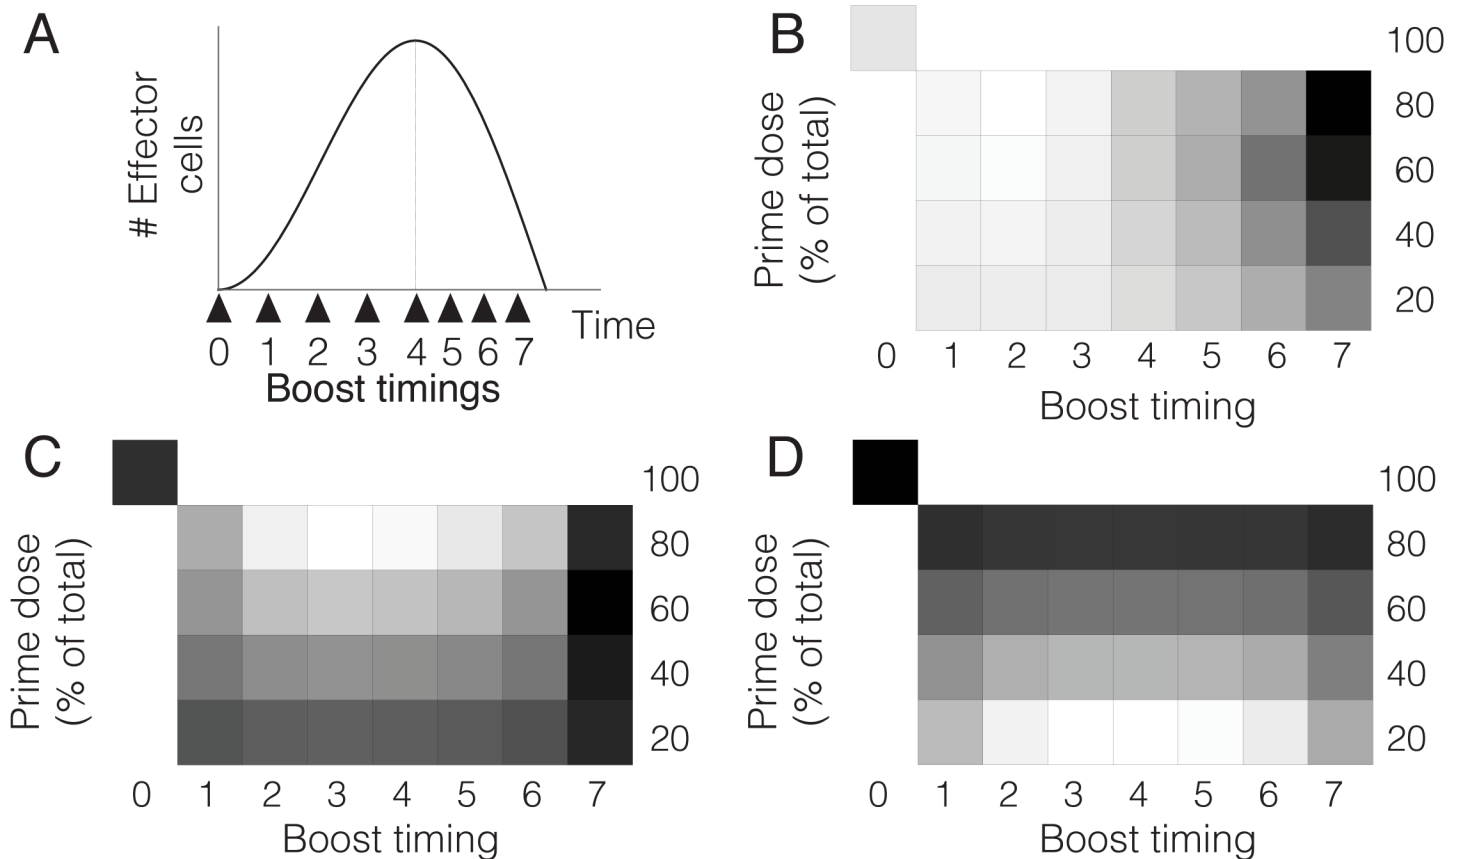 A
# Effector
cells
0 1 2 3 4 5 6 7
Time
Boost timings
B
Prime dose
(% of total)
100
80
60
40
20
0 1 2 3 4 5 6 7
Boost timing
C
Prime dose
(% of total)
100
80
60
40
20
0 1 2 3 4 5 6 7
Boost timing
D
Prime dose
(% of total)
100
80
60
40
20
0 1 2 3 4 5 6 7
Boost timing